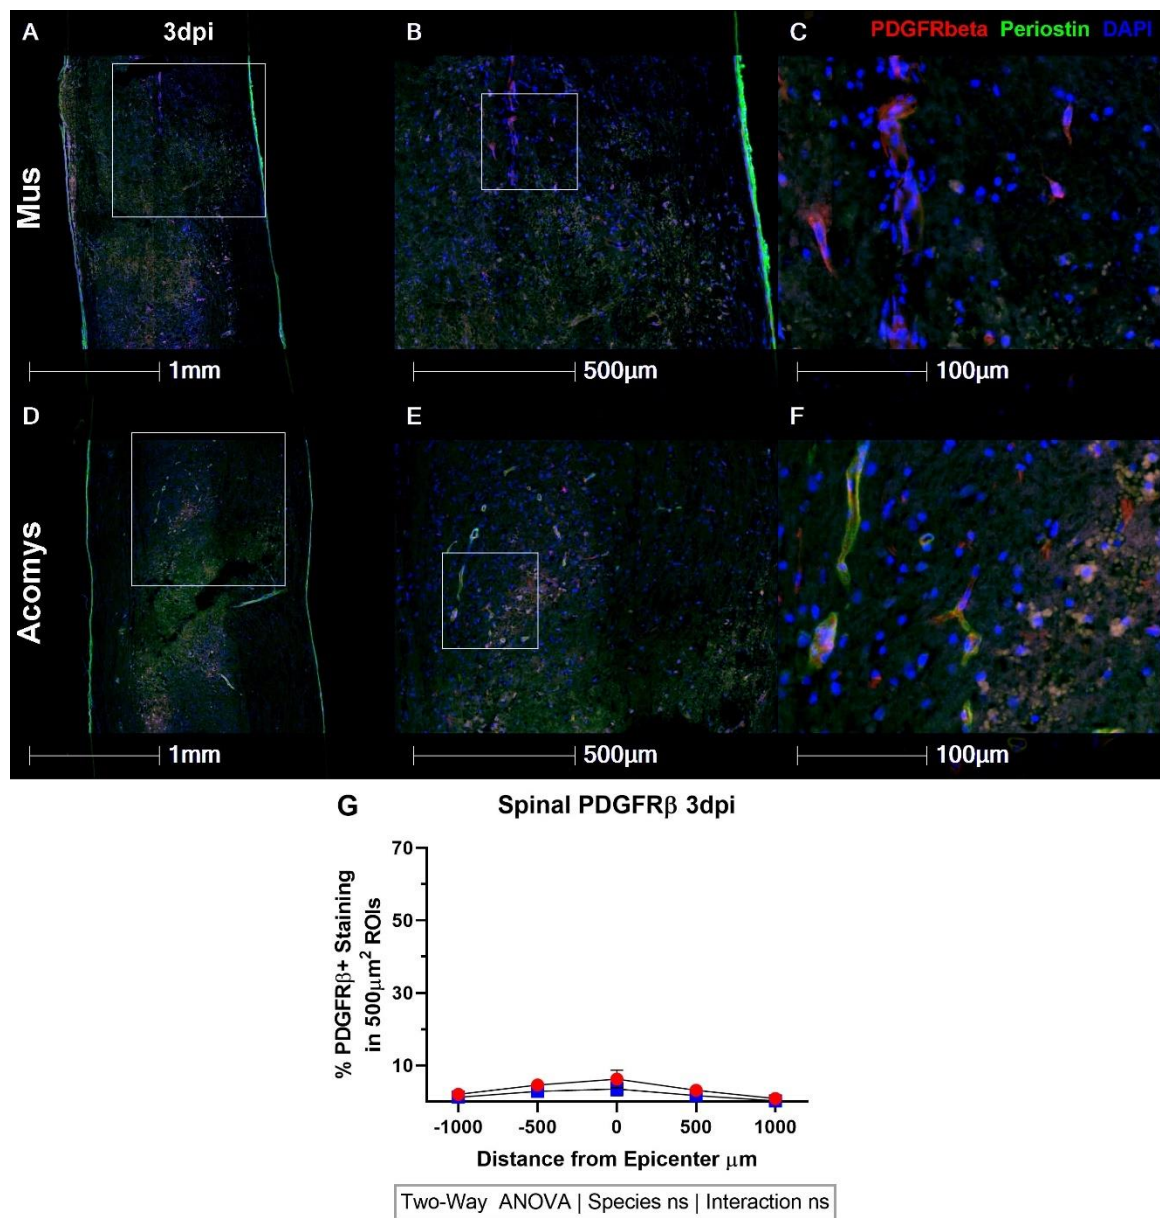 A 3dpi B C PDGFRbeta Periostin DAPI
Mus
1mm 500µm 100µm
D E F
Acomys
1mm 500µm 100µm
G Spinal PDGFRβ 3dpi
% PDGFRβ+ Staining
in 500µm² ROIs
70
50
30
10
-1000 -500 0 500 1000
Distance from Epicenter µm
Two-Way ANOVA | Species ns | Interaction ns